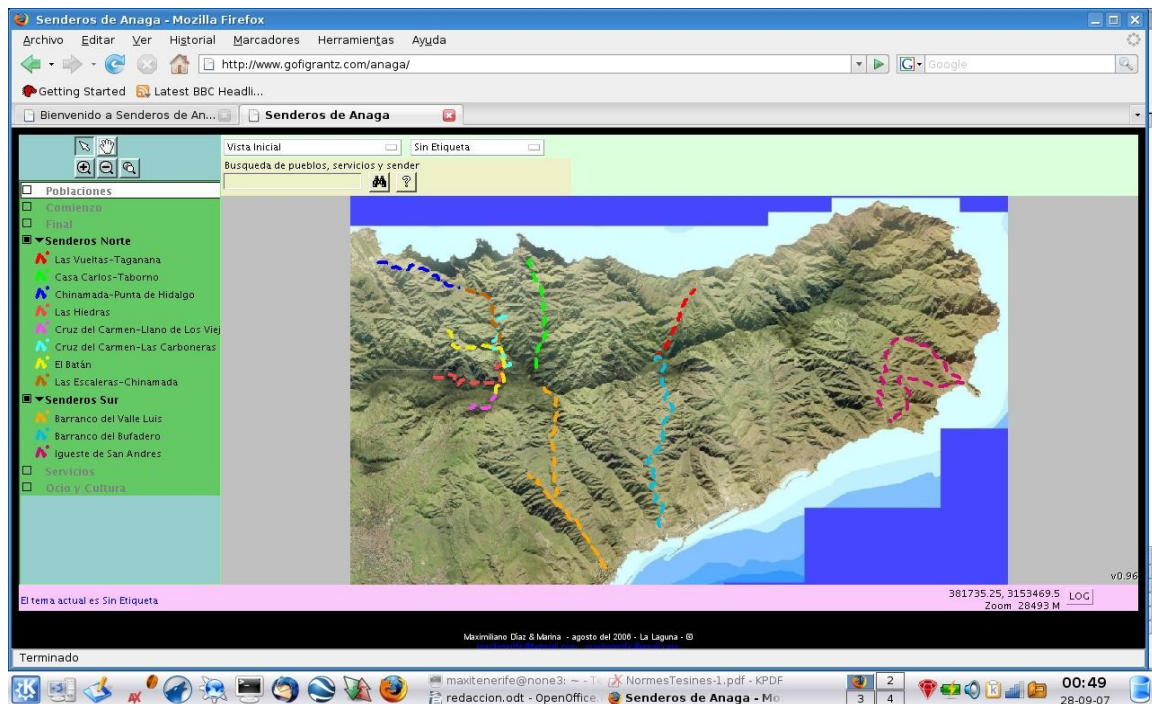 Senderos de Anaga - Mozilla Firefox
Archivo Editar Ver Historial Marcadores Herramientas Ayuda
http://www.gofigrantz.com/anaga/
G Google
Getting Started Latest BBC Headli...
Bienvenido a Senderos de An... Senderos de Anaga
Vista Inicial Sin Etiqueta
Busqueda de pueblos, servicios y sender
?
Poblaciones
Comienzo
Final
Senderos Norte
Las Vueltas-Taganana
Casa Carlos-Taborno
Chinamada-Punta de Hidalgo
Las Hiedras
Cruz del Carmen-Llano de Los Viej
Cruz del Carmen-Las Carboneras
El Batán
Las Escaleras-Chinamada
Senderos Sur
Barranco del Valle Luis
Barranco del Bufadero
Igueste de San Andres
Servicios
Ocio y Cultura
v0.96
El tema actual es Sin Etiqueta
381735.25, 3153469.5 LOG
Zoom 28493 M
Maximiliano Díaz & Marina - agosto del 2006 - La Laguna -
Terminado
maxitenerife@none3: ~ - Te NormesTesines-1.pdf - KPDF
redaccion.odt - OpenOffice. Senderos de Anaga - Mo
2
3 4
00:49
28-09-07